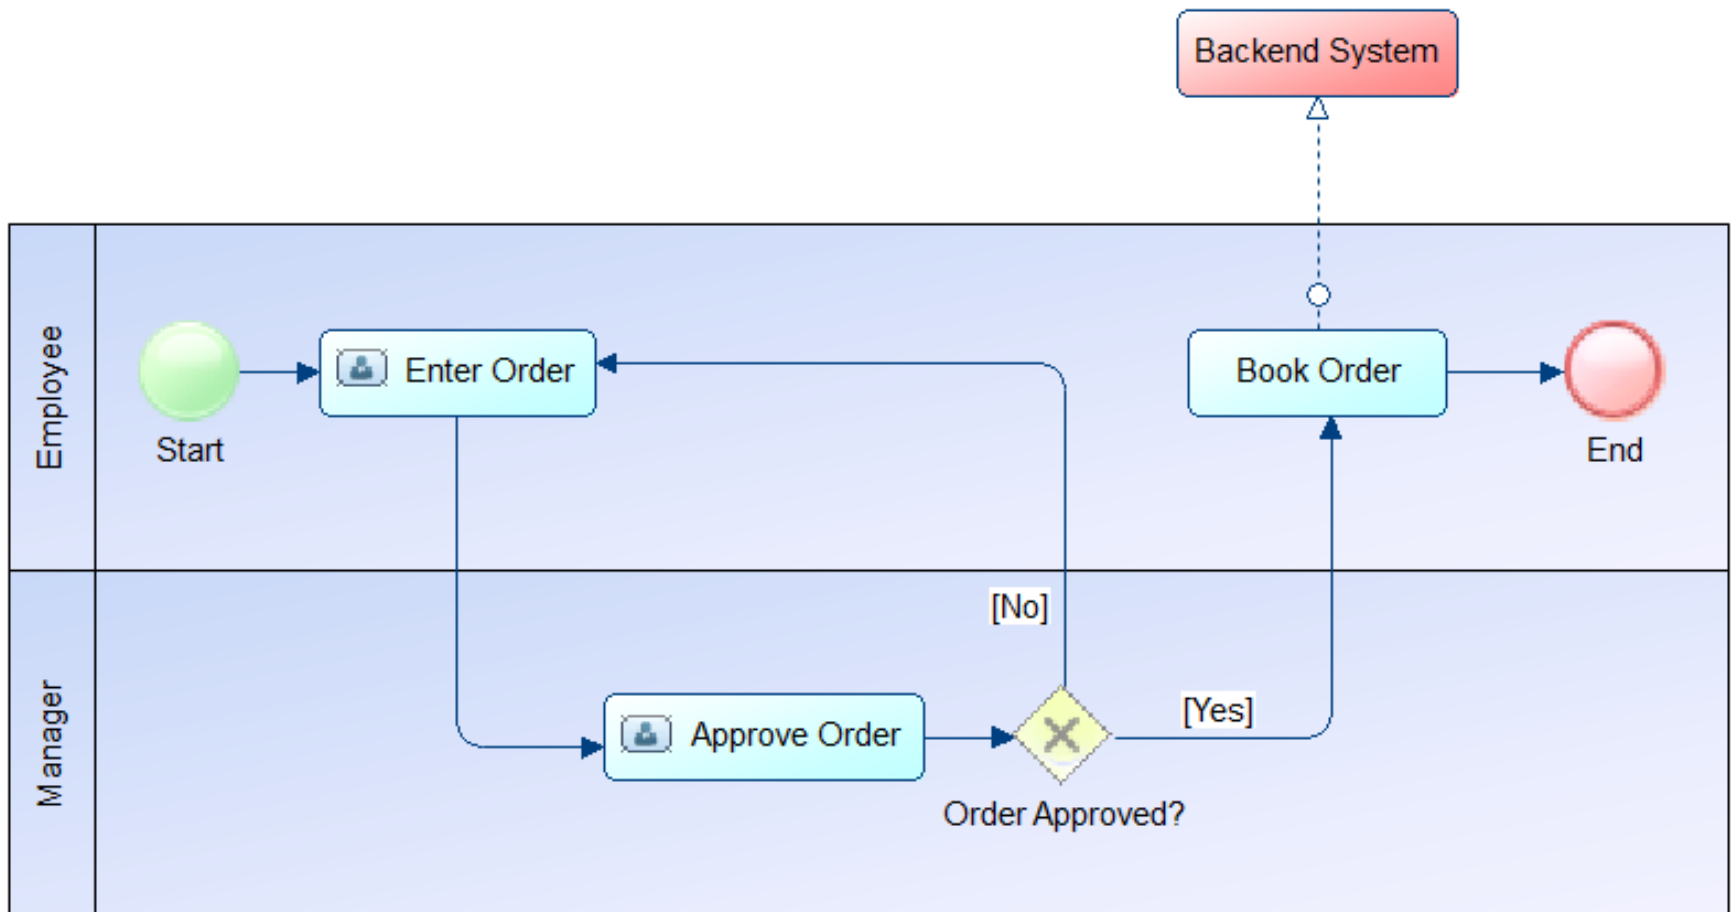 Backend System
Employee
Start
Enter Order
Book Order
End
Manager
[No]
Approve Order
[Yes]
Order Approved?